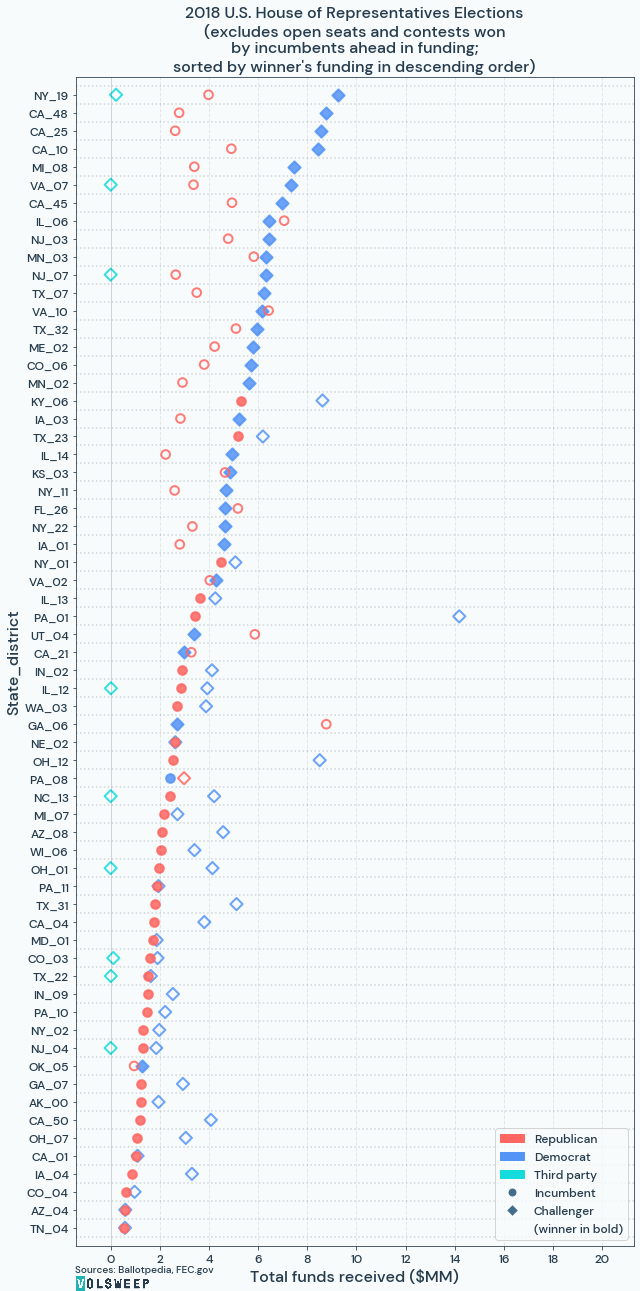 2018 U.S. House of Representatives Elections
(excludes open seats and contests won
by incumbents ahead in funding;
sorted by winner's funding in descending order)
State_district
NY_19
CA_48
CA_25
CA_10
MI_08
VA_07
CA_45
IL_06
NJ_03
MN_03
NJ_07
TX_07
VA_10
TX_32
ME_02
CO_06
MN_02
KY_06
IA_03
TX_23
IL_14
KS_03
NY_11
FL_26
NY_22
IA_01
NY_01
VA_02
IL_13
PA_01
UT_04
CA_21
IN_02
IL_12
WA_03
GA_06
NE_02
OH_12
PA_08
NC_13
MI_07
AZ_08
WI_06
OH_01
PA_11
TX_31
CA_04
MD_01
CO_03
TX_22
IN_09
PA_10
NY_02
NJ_04
OK_05
GA_07
AK_00
CA_50
OH_07
CA_01
IA_04
CO_04
AZ_04
TN_04
Republican
Democrat
Third party
Incumbent
Challenger
(winner in bold)
0 2 4 6 8 10 12 14 16 18 20
Total funds received ($MM)
Sources: Ballotpedia, FEC.gov
VOLSWEEP